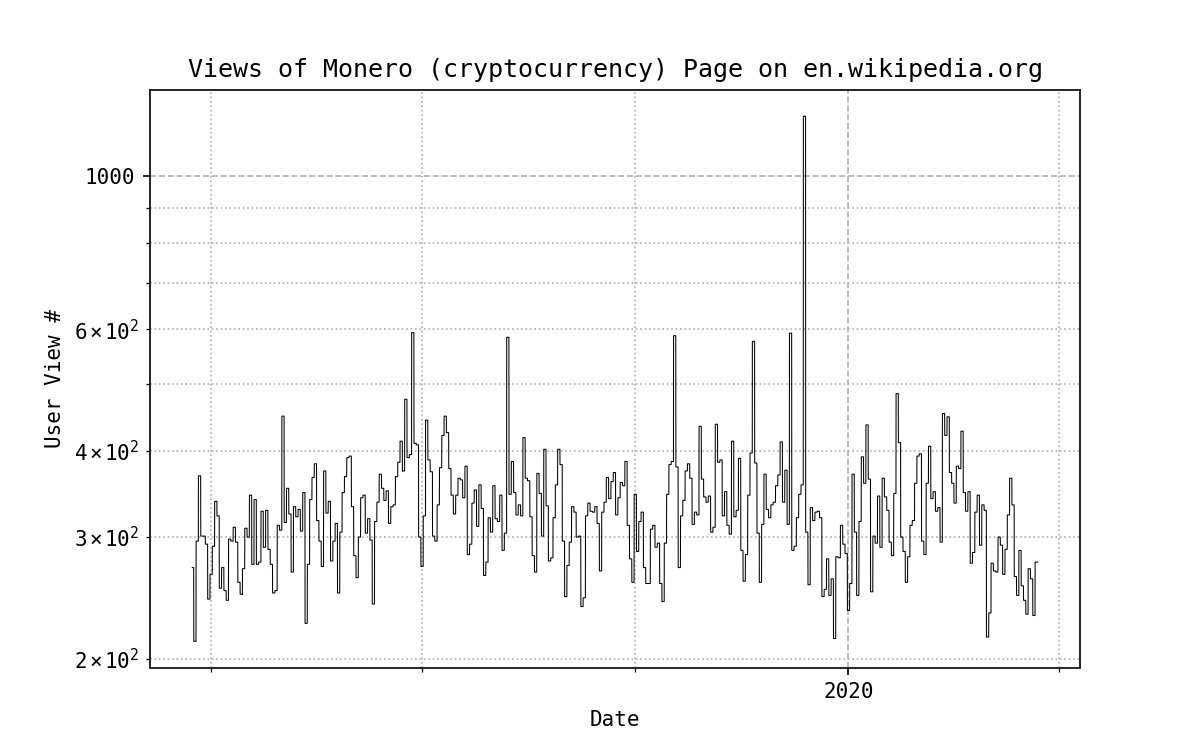 Views of Monero (cryptocurrency) Page on en.wikipedia.org
User View #
1000
6×10²
4×10²
3×10²
2×10²
2020
Date